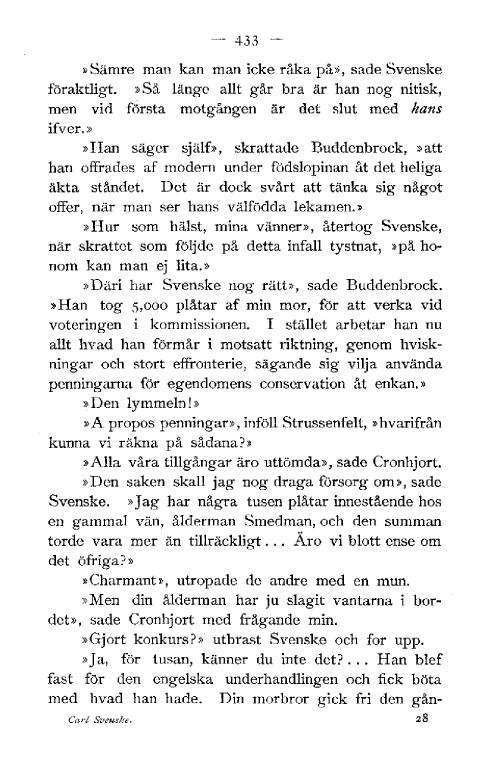 — 433 —
»Sämre man kan man icke råka på», sade Svenske
föraktligt. »Så länge allt går bra är han nog nitisk,
men vid första motgången är det slut med hans
ifver.»
»Han säger själf», skrattade Buddenbrock, »att
han offrades af modern under födslopinan åt det heliga
äkta ståndet. Det är dock svårt att tänka sig något
offer, när man ser hans välfödda lekamen.»
»Hur som hälst, mina vänner», återtog Svenske,
när skrattet som följde på detta infall tystnat, »på ho-
nom kan man ej lita.»
»Däri har Svenske nog rätt», sade Buddenbrock.
»Han tog 5,000 plåtar af min mor, för att verka vid
voteringen i kommissionen. I stället arbetar han nu
allt hvad han förmår i motsatt riktning, genom hvisk-
ningar och stort effronterie, sägande sig vilja använda
penningarna för egendomens conservation åt enkan.»
»Den lymmeln!»
»A propos penningar», inföll Strussenfelt, »hvarifrån
kunna vi räkna på sådana?»
»Alla våra tillgångar äro uttömda», sade Cronhjort.
»Den saken skall jag nog draga försorg om», sade
Svenske. »Jag har några tusen plåtar innestående hos
en gammal vän, ålderman Smedman, och den summan
torde vara mer än tillräckligt... Äro vi blott ense om
det öfriga?»
»Charmant», utropade de andre med en mun.
»Men din ålderman har ju slagit vantarna i bor-
det», sade Cronhjort med frågande min.
»Gjort konkurs?» utbrast Svenske och for upp.
»Ja, för tusan, känner du inte det?... Han blef
fast för den engelska underhandlingen och fick böta
med hvad han hade. Din morbror gick fri den gån-
Carl Svenske. 28